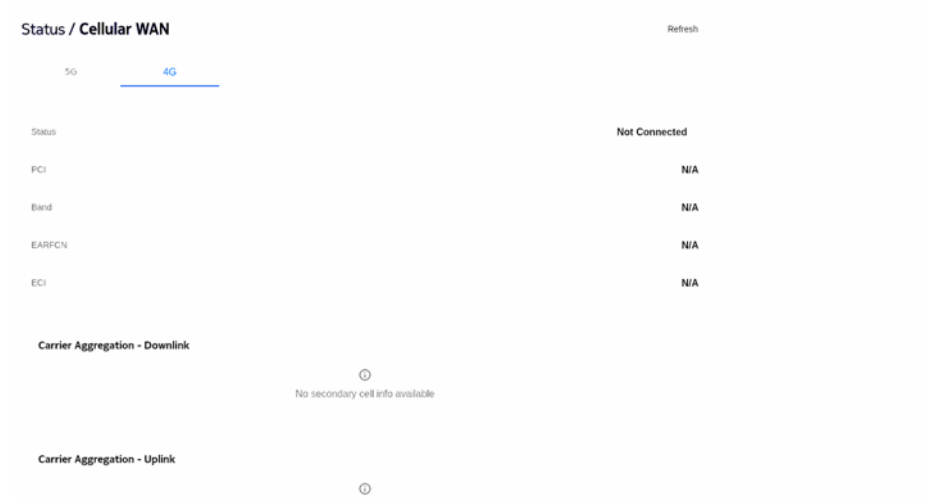 Status / Cellular WAN
Refresh
5G
4G
Status
Not Connected
PCI
N/A
Band
N/A
EARFCN
N/A
ECI
N/A
Carrier Aggregation - Downlink
No secondary cell info available
Carrier Aggregation - Uplink